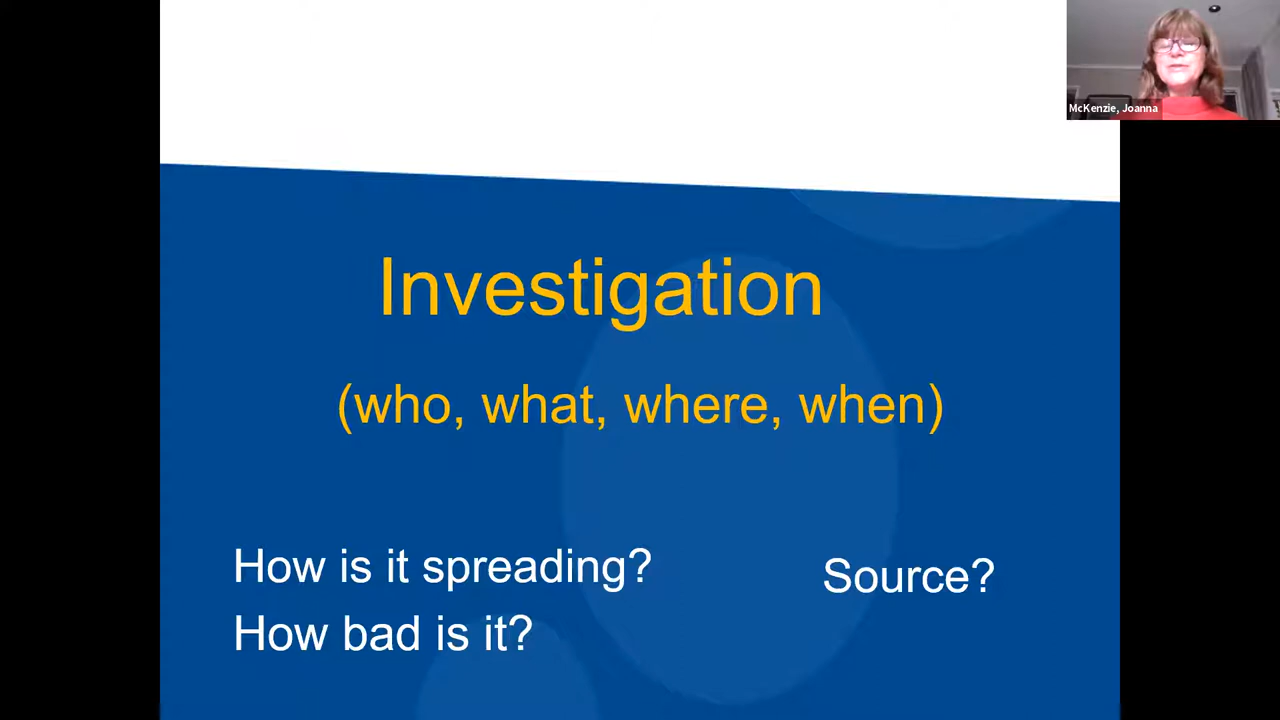 McKenzie, Joanna
Investigation
(who, what, where, when)
How is it spreading?
Source?
How bad is it?